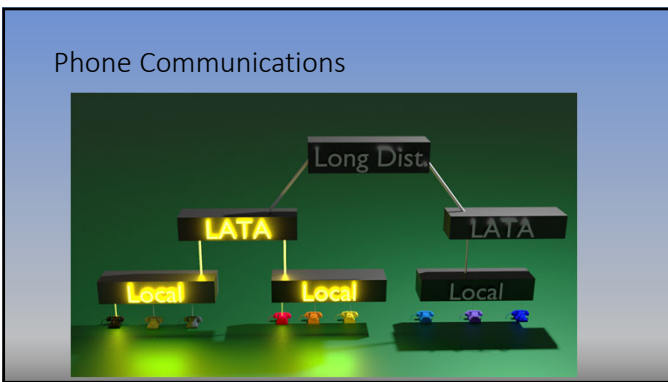 Phone Communications
Long Dist.
LATA
LATA
Local
Local
Local